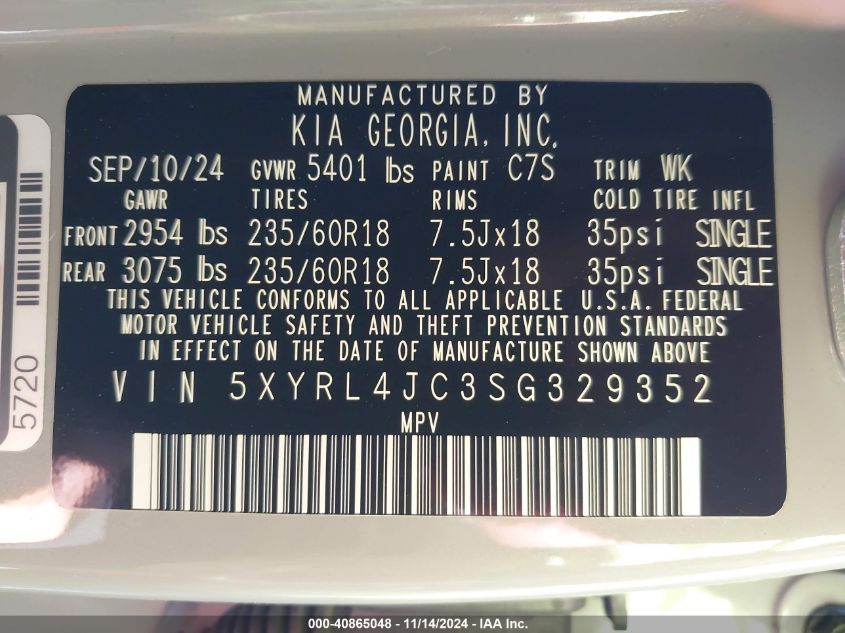 MANUFACTURED BY
KIA GEORGIA, INC.
SEP/10/24 GVWR 5401 lbs PAINT C7S TRIM WK
GAWR TIRES RIMS COLD TIRE INFL
FRONT 2954 lbs 235/60R18 7.5Jx18 35psi SINGLE
REAR 3075 lbs 235/60R18 7.5Jx18 35psi SINGLE
THIS VEHICLE CONFORMS TO ALL APPLICABLE U.S.A. FEDERAL
MOTOR VEHICLE SAFETY AND THEFT PREVENTION STANDARDS
IN EFFECT ON THE DATE OF MANUFACTURE SHOWN ABOVE
VIN 5XYRL4JC3SG329352
MPV
5720
000-40865048 - 11/14/2024 - IAA Inc.